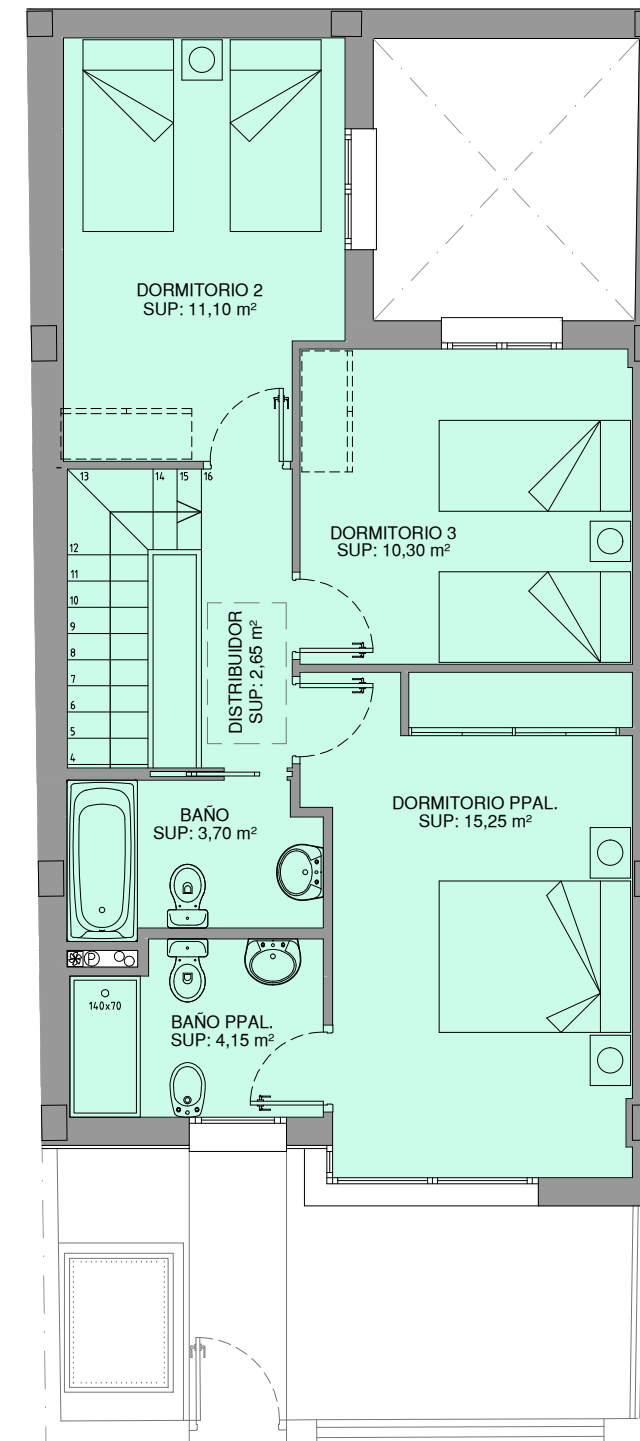 DORMITORIO 2
SUP: 11,10 m²
13
14
15
16
12
11
10
9
8
7
6
5
4
DORMITORIO 3
SUP: 10,30 m²
DISTRIBUIDOR
SUP: 2,65 m²
DORMITORIO PPAL.
SUP: 15,25 m²
BAÑO
SUP: 3,70 m²
P
140x70
BAÑO PPAL.
SUP: 4,15 m²